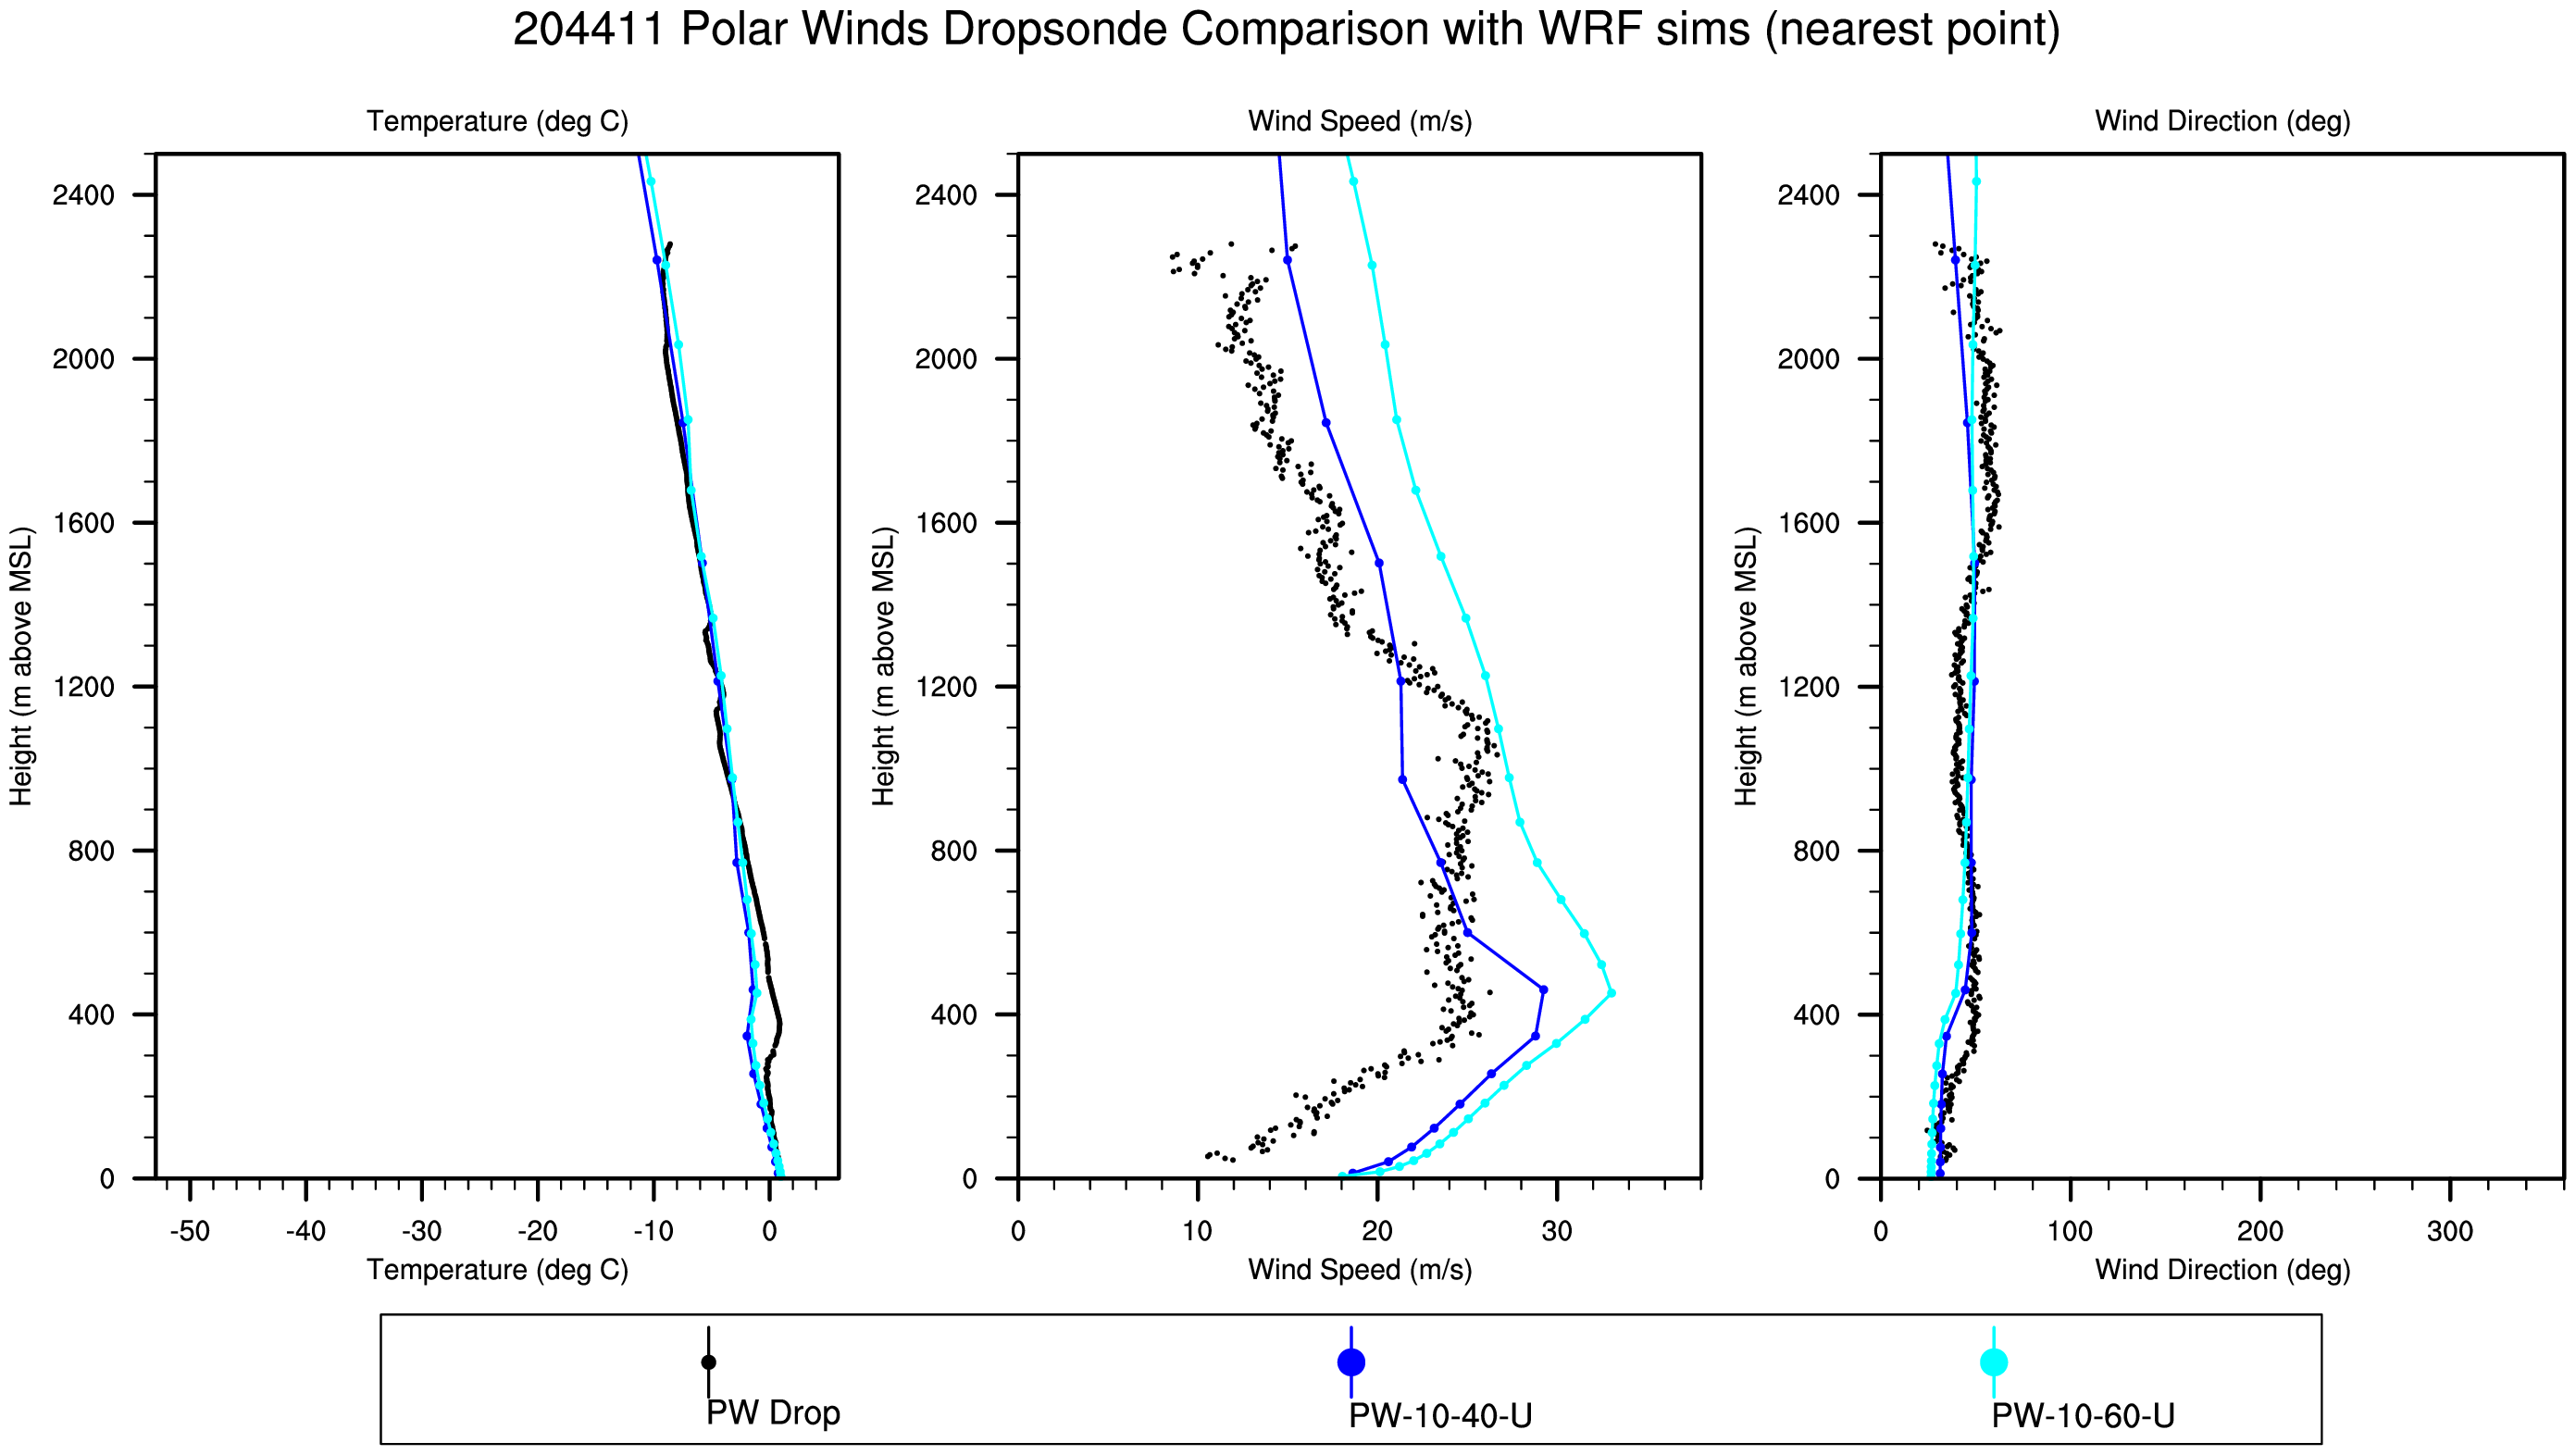 204411 Polar Winds Dropsonde Comparison with WRF sims (nearest point)
Temperature (deg C)
Wind Speed (m/s)
Wind Direction (deg)
Height (m above MSL)
2400
2000
1600
1200
800
400
0
-50 -40 -30 -20 -10 0
Temperature (deg C)
Height (m above MSL)
2400
2000
1600
1200
800
400
0
0 10 20 30
Wind Speed (m/s)
Height (m above MSL)
2400
2000
1600
1200
800
400
0
0 100 200 300
Wind Direction (deg)
PW Drop
PW-10-40-U
PW-10-60-U